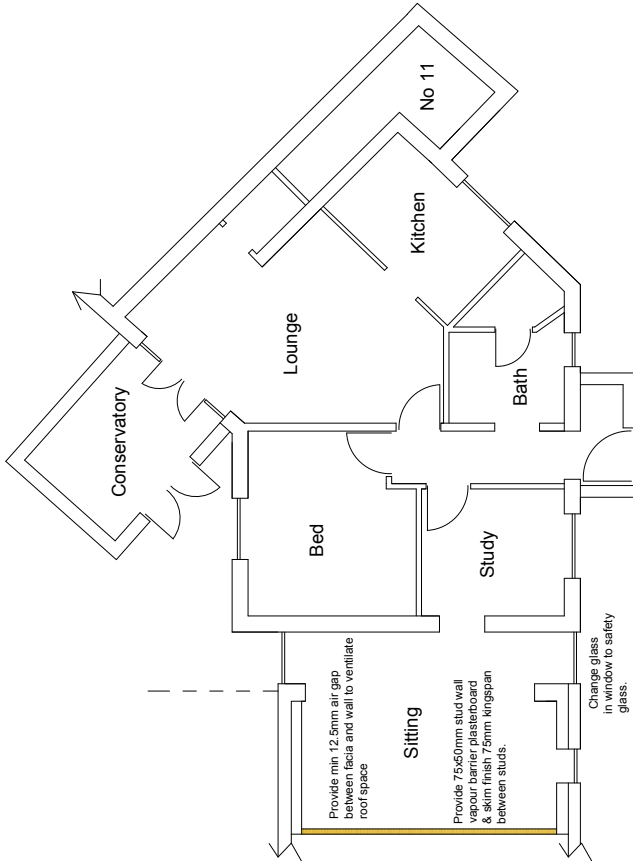 No 11
Kitchen
Lounge
Conservatory
Bath
Bed
Study
Sitting
Provide min 12.5mm air gap
between facia and wall to ventilate
roof space
Provide 75x50mm stud wall
vapour barrier plasterboard
& skim finish 75mm kingspan
between studs.
Change glass
in window to safety
glass.